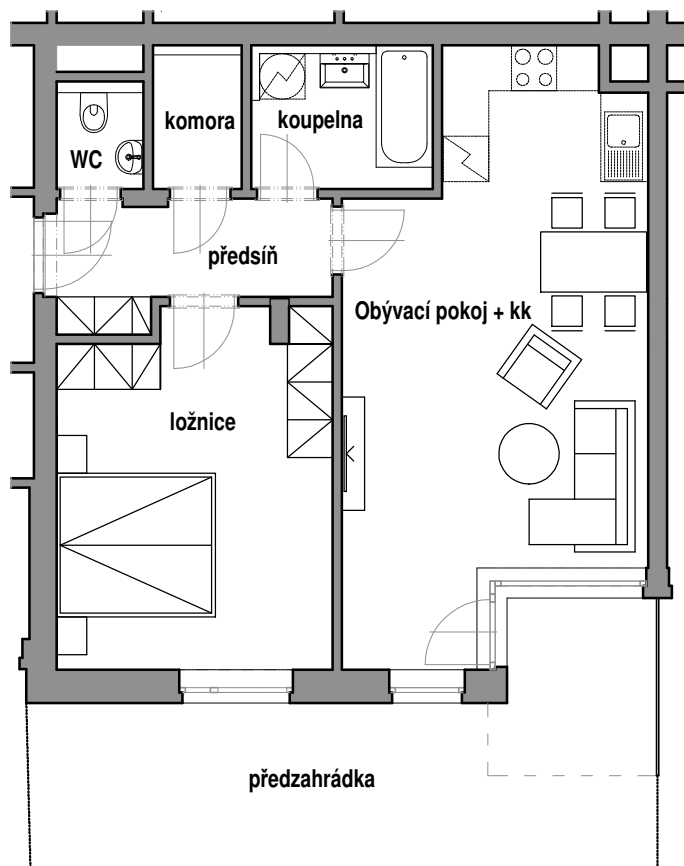 komora
koupelna
WC
předsíň
Obývací pokoj + kk
ložnice
předzahrádka